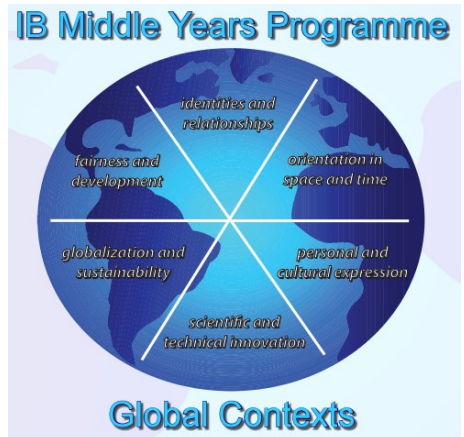 IB Middle Years Programme
identities and
relationships
fairness and
development
orientation in
space and time
globalization and
sustainability
personal and
cultural expression
scientific and
technical innovation
Global Contexts